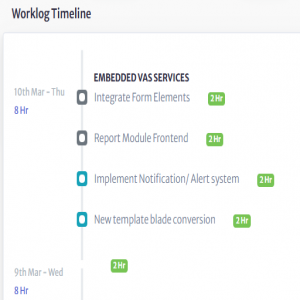 Worklog Timeline
EMBEDDED VAS SERVICES
10th Mar - Thu
8 Hr
Integrate Form Elements 2 Hr
Report Module Frontend 2 Hr
Implement Notification/ Alert system 2 Hr
New template blade conversion 2 Hr
2 Hr
9th Mar - Wed
8 Hr